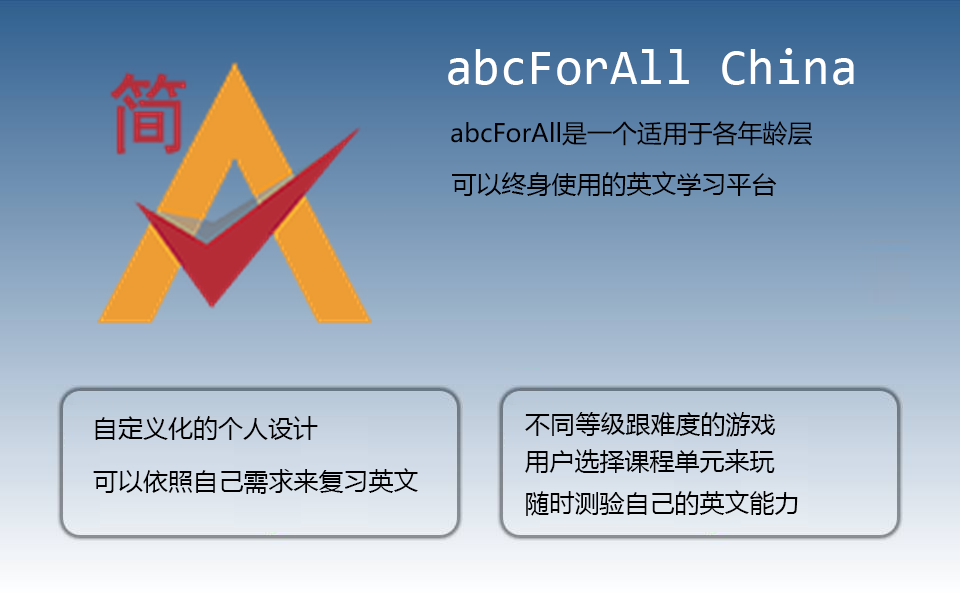 简
abcForAll China
abcForAll是一个适用于各年龄层
可以终身使用的英文学习平台
自定义化的个人设计
可以依照自己需求来复习英文
不同等级跟难度的游戏
用户选择课程单元来玩
随时测验自己的英文能力